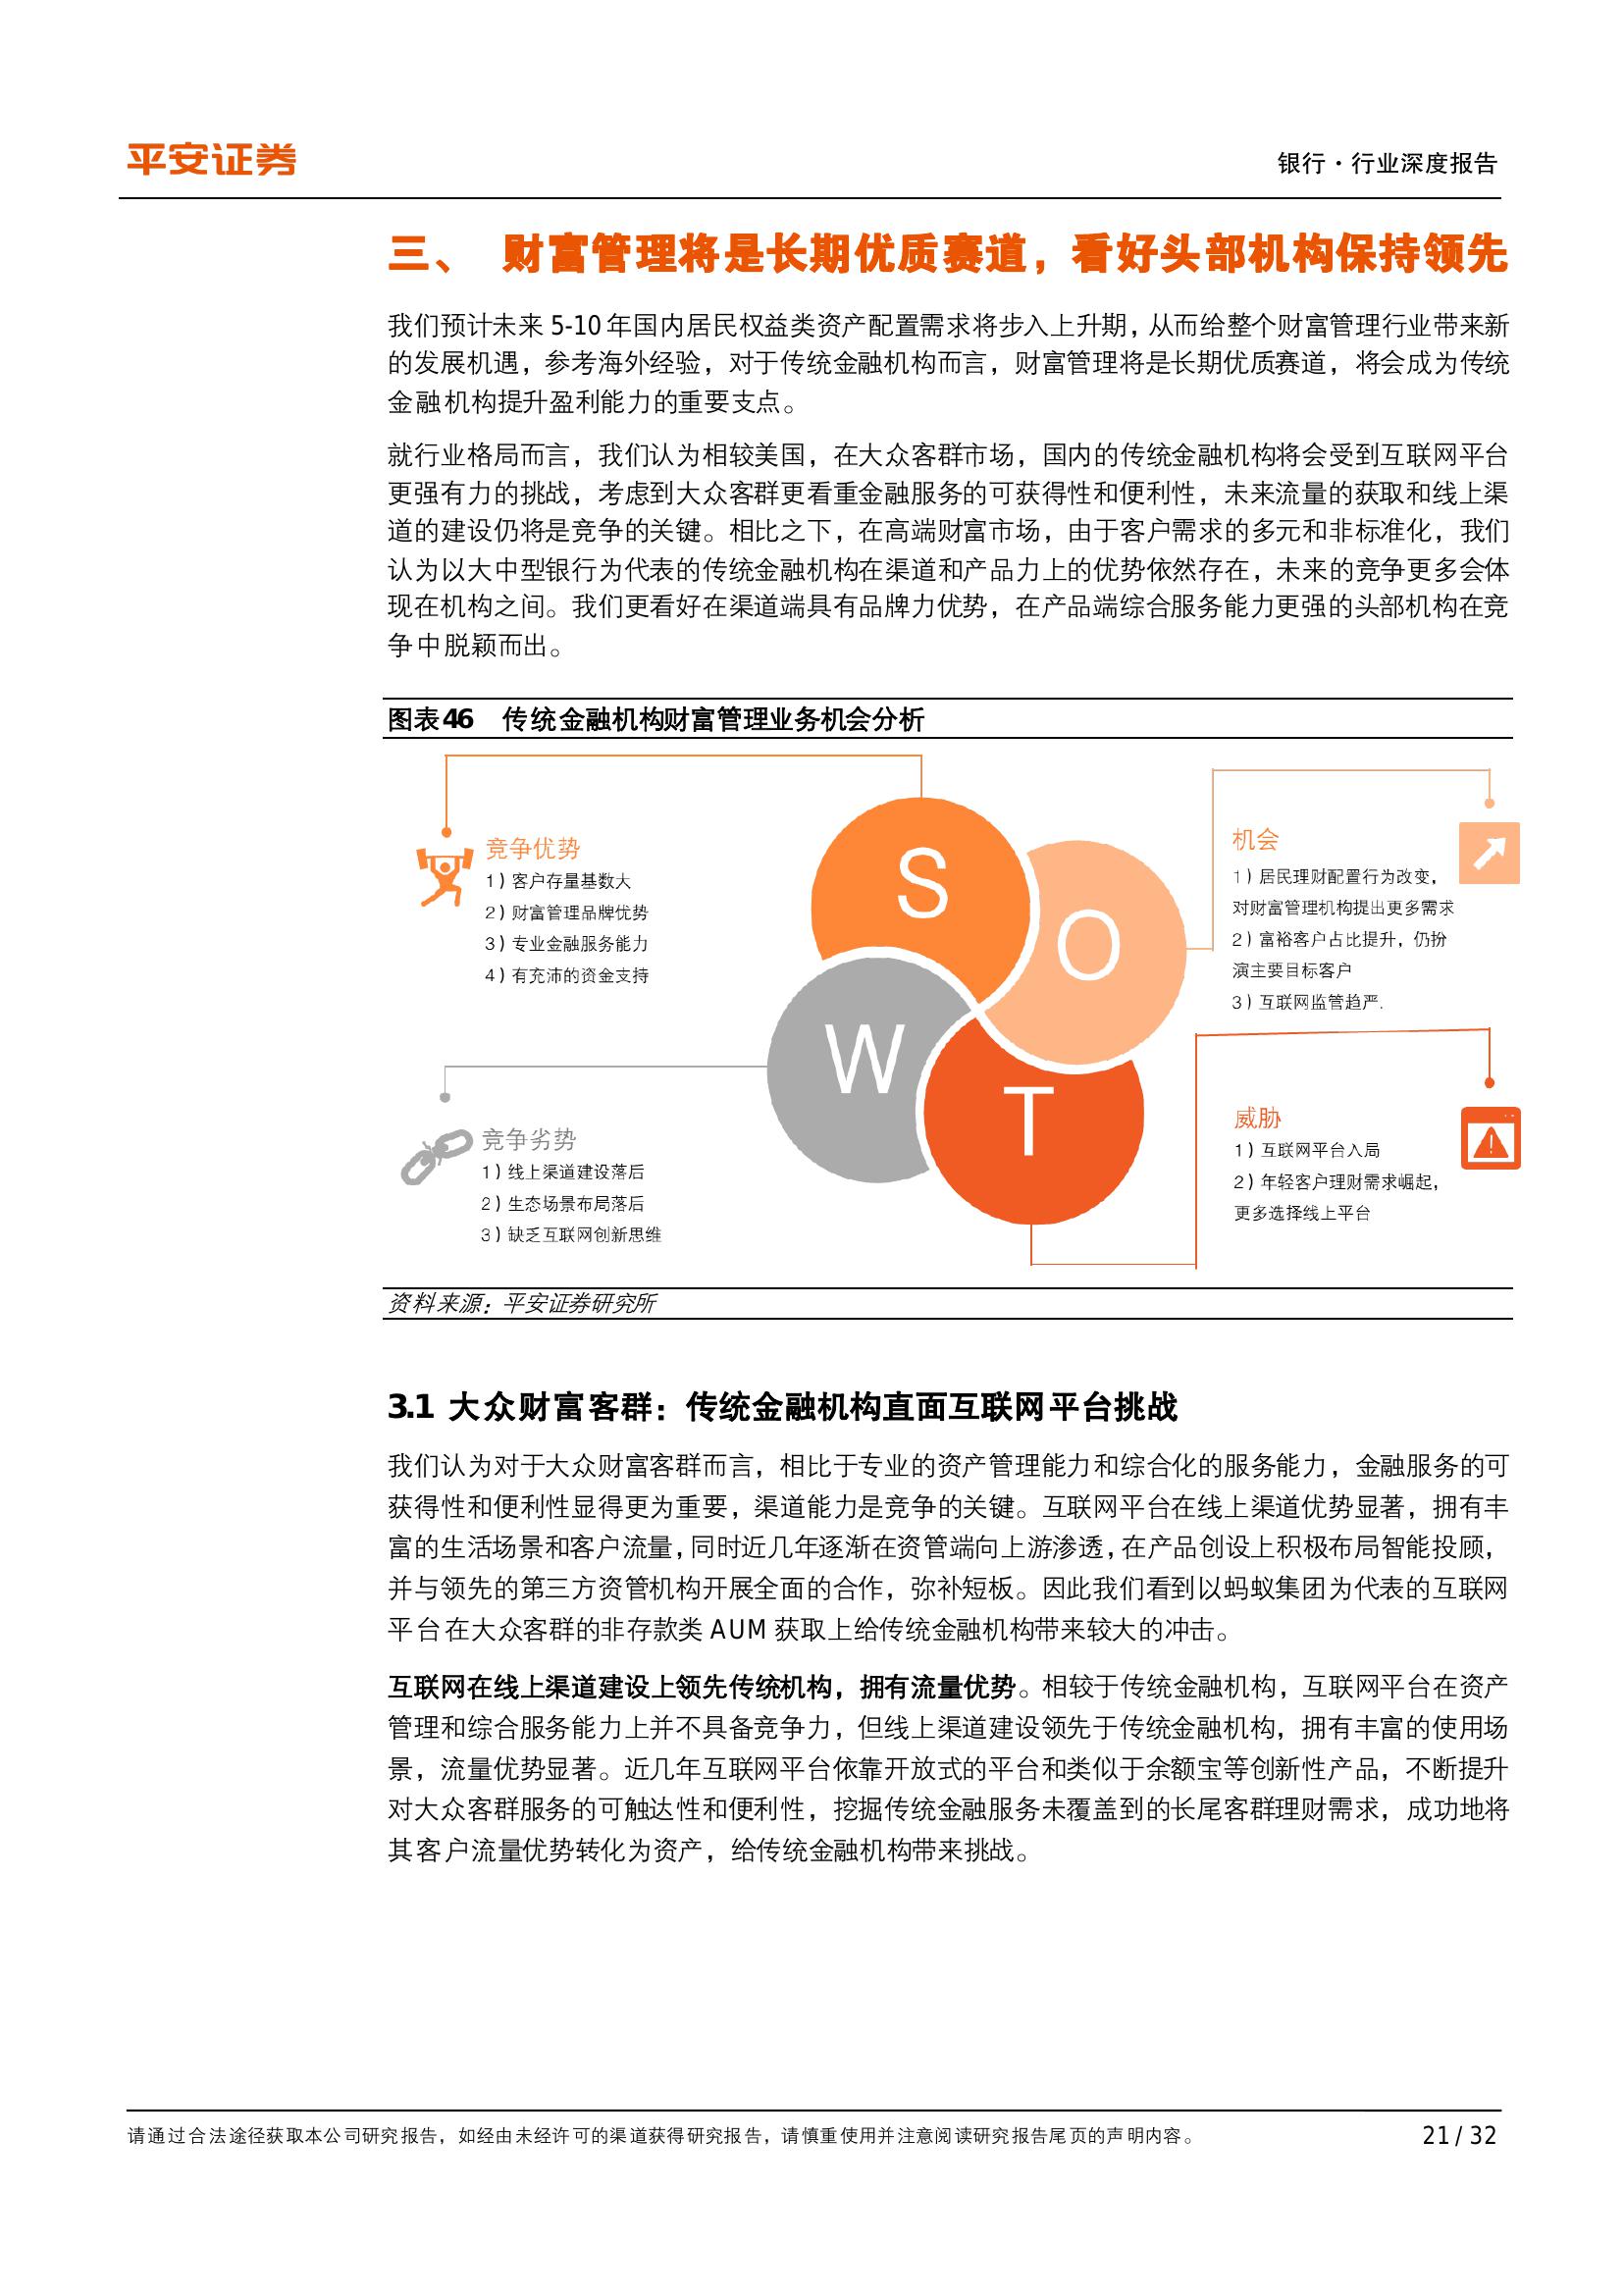 平安证券
银行·行业深度报告
三、 财富管理将是长期优质赛道，看好头部机构保持领先
我们预计未来 5-10 年国内居民权益类资产配置需求将步入上升期，从而给整个财富管理行业带来新
的发展机遇，参考海外经验，对于传统金融机构而言，财富管理将是长期优质赛道，将会成为传统
金融机构提升盈利能力的重要支点。
就行业格局而言，我们认为相较美国，在大众客群市场，国内的传统金融机构将会受到互联网平台
更强有力的挑战，考虑到大众客群更看重金融服务的可获得性和便利性，未来流量的获取和线上渠
道的建设仍将是竞争的关键。相比之下，在高端财富市场，由于客户需求的多元和非标准化，我们
认为以大中型银行为代表的传统金融机构在渠道和产品力上的优势依然存在，未来的竞争更多会体
现在机构之间。我们更看好在渠道端具有品牌力优势，在产品端综合服务能力更强的头部机构在竞
争中脱颖而出。
图表46 传统金融机构财富管理业务机会分析
竞争优势
1）客户存量基数大
2）财富管理品牌优势
3）专业金融服务能力
4）有充沛的资金支持
S
O
W
T
机会
1）居民理财配置行为改变，
对财富管理机构提出更多需求
2）富裕客户占比提升，仍扮
演主要目标客户
3）互联网监管趋严.
竞争劣势
1）线上渠道建设落后
2）生态场景布局落后
3）缺乏互联网创新思维
威胁
1）互联网平台入局
2）年轻客户理财需求崛起，
更多选择线上平台
资料来源：平安证券研究所
3.1 大众财富客群：传统金融机构直面互联网平台挑战
我们认为对于大众财富客群而言，相比于专业的资产管理能力和综合化的服务能力，金融服务的可
获得性和便利性显得更为重要，渠道能力是竞争的关键。互联网平台在线上渠道优势显著，拥有丰
富的生活场景和客户流量，同时近几年逐渐在资管端向上游渗透，在产品创设上积极布局智能投顾，
并与领先的第三方资管机构开展全面的合作，弥补短板。因此我们看到以蚂蚁集团为代表的互联网
平台在大众客群的非存款类 AUM 获取上给传统金融机构带来较大的冲击。
互联网在线上渠道建设上领先传统机构，拥有流量优势。相较于传统金融机构，互联网平台在资产
管理和综合服务能力上并不具备竞争力，但线上渠道建设领先于传统金融机构，拥有丰富的使用场
景，流量优势显著。近几年互联网平台依靠开放式的平台和类似于余额宝等创新性产品，不断提升
对大众客群服务的可触达性和便利性，挖掘传统金融服务未覆盖到的长尾客群理财需求，成功地将
其客户流量优势转化为资产，给传统金融机构带来挑战。
请通过合法途径获取本公司研究报告，如经由未经许可的渠道获得研究报告，请慎重使用并注意阅读研究报告尾页的声明内容。
21 / 32